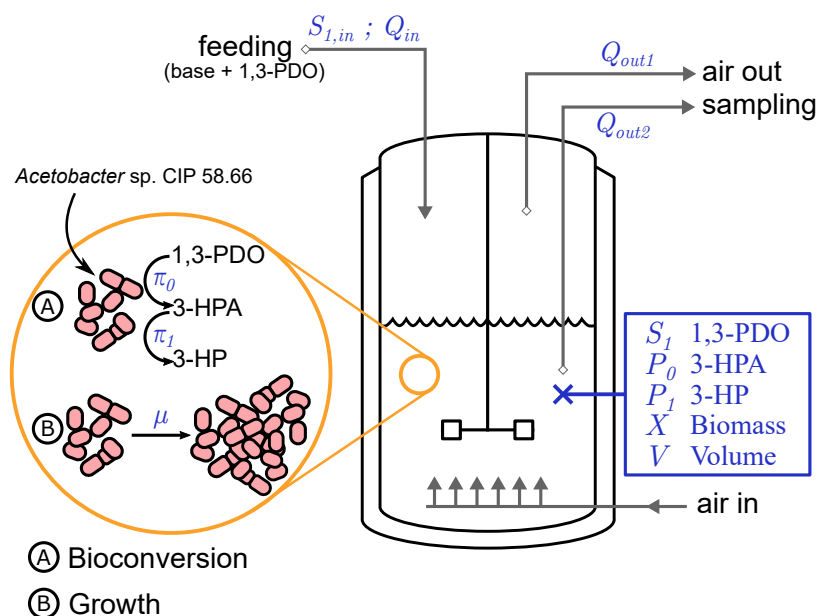 S1,in ; Qin
feeding
(base + 1,3-PDO)
Qout1
air out
sampling
Qout2
Acetobacter sp. CIP 58.66
1,3-PDO
π0
A
3-HPA
π1
3-HP
B
μ
S1 1,3-PDO
P0 3-HPA
P1 3-HP
X Biomass
V Volume
air in
A Bioconversion
B Growth